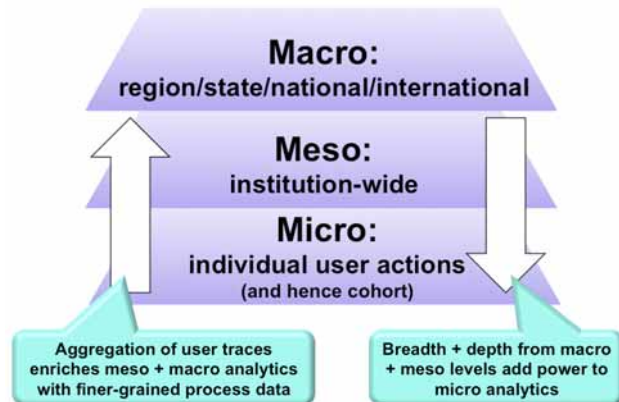 Macro:
region/state/national/international
Meso:
institution-wide
Micro:
individual user actions
(and hence cohort)
Aggregation of user traces
enriches meso + macro analytics
with finer-grained process data
Breadth + depth from macro
+ meso levels add power to
micro analytics